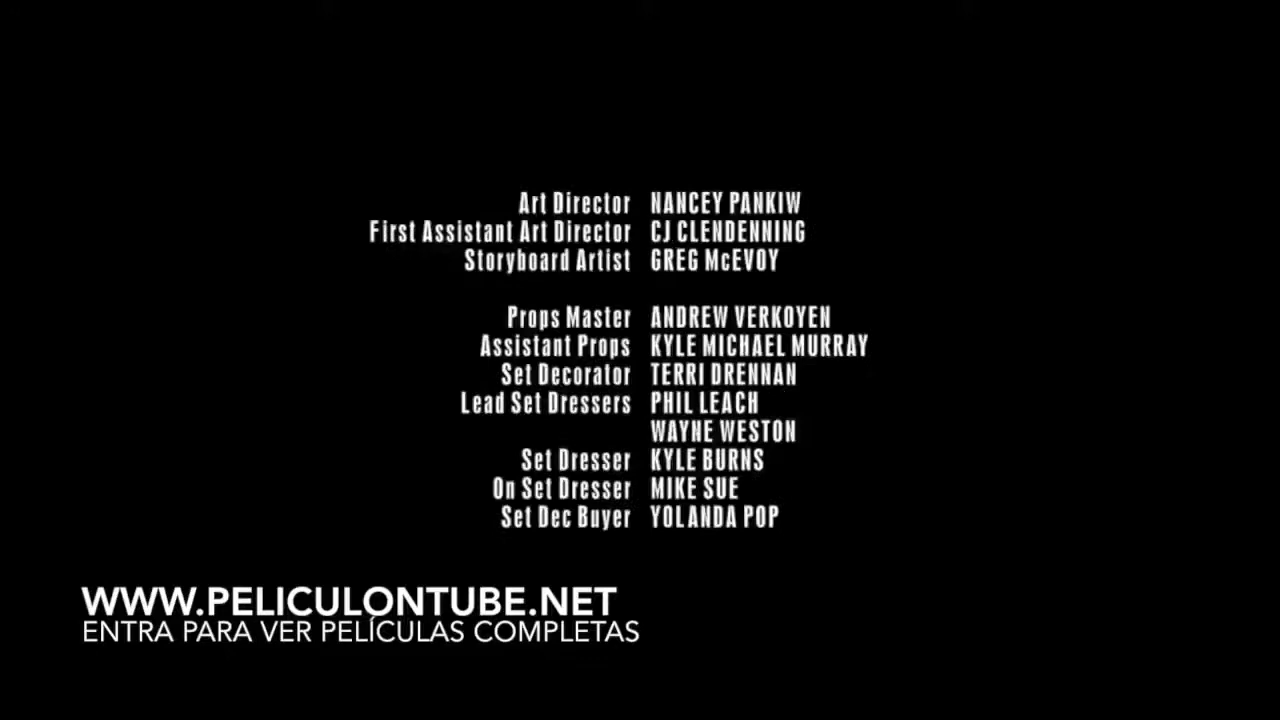 Art Director NANCEY PANKIW
First Assistant Art Director CJ CLENDENNING
Storyboard Artist GREG McEVOY
Props Master ANDREW VERKOYEN
Assistant Props KYLE MICHAEL MURRAY
Set Decorator TERRI DRENNAN
Lead Set Dressers PHIL LEACH
WAYNE WESTON
Set Dresser KYLE BURNS
On Set Dresser MIKE SUE
Set Dec Buyer YOLANDA POP
WWW.PELICULONTUBE.NET
ENTRA PARA VER PELÍCULAS COMPLETAS